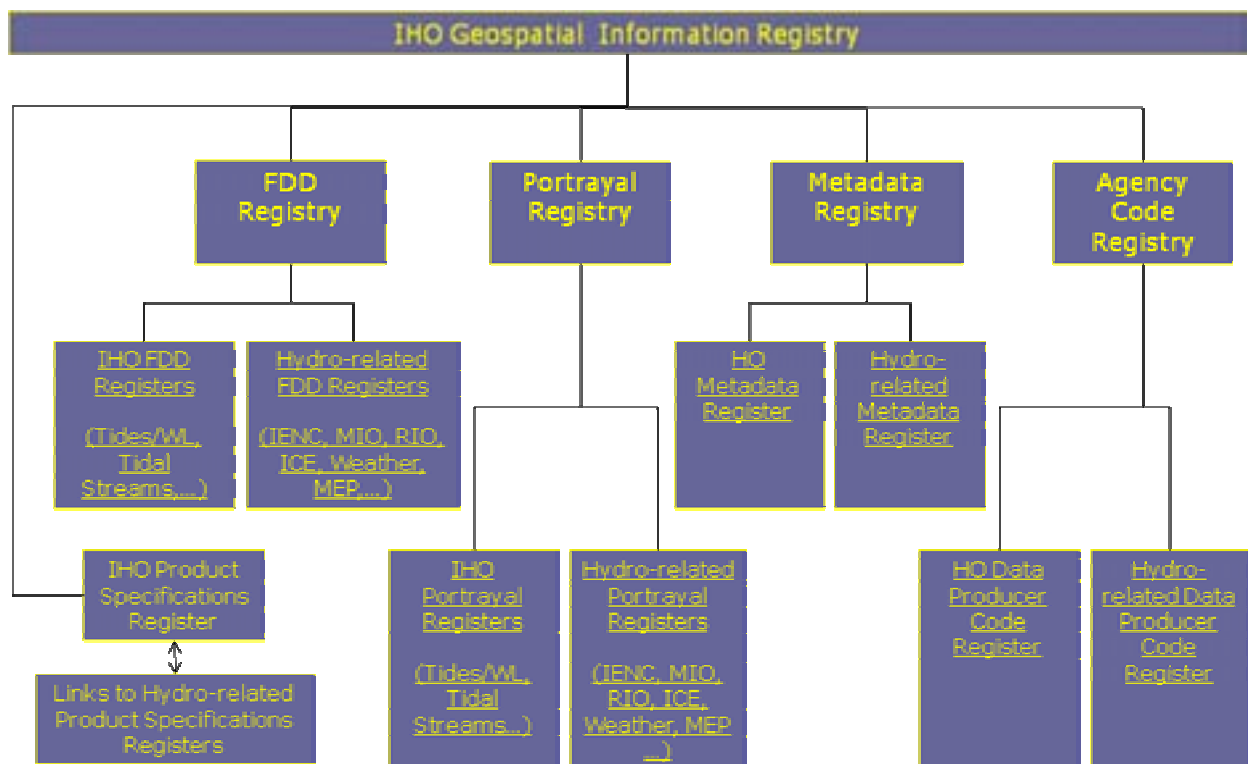 IHO Geospatial Information Registry
FDD
Registry
Portrayal
Registry
Metadata
Registry
Agency
Code
Registry
IHO FDD
Registers
(Tides/WL,
Tidal
Streams,...)
Hydro-related
FDD Registers
(IENC, MIO, RIO,
ICE, Weather,
MEP,...)
HO
Metadata
Register
Hydro-
related
Metadata
Register
IHO Product
Specifications
Register
Links to Hydro-related
Product Specifications
Registers
IHO
Portrayal
Registers
(Tides/WL,
Tidal
Streams...)
Hydro-related
Portrayal
Registers
(IENC, MIO,
RIO, ICE,
Weather, MEP
...)
HO Data
Producer
Code
Register
Hydro-
related Data
Producer
Code
Register